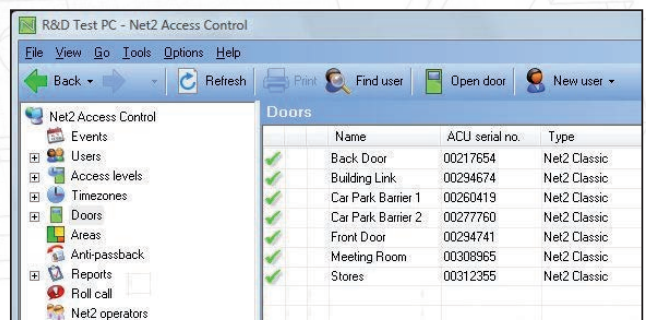 R&D Test PC - Net2 Access Control
File View Go Tools Options Help
Back Refresh Print Find user Open door New user
Net2 Access Control
Events
Users
Access levels
Timezones
Doors
Areas
Anti-passback
Reports
Roll call
Net2 operators
Doors
Name ACU serial no. Type
Back Door 00217654 Net2 Classic
Building Link 00294674 Net2 Classic
Car Park Barrier 1 00260419 Net2 Classic
Car Park Barrier 2 00277760 Net2 Classic
Front Door 00294741 Net2 Classic
Meeting Room 00308965 Net2 Classic
Stores 00312355 Net2 Classic